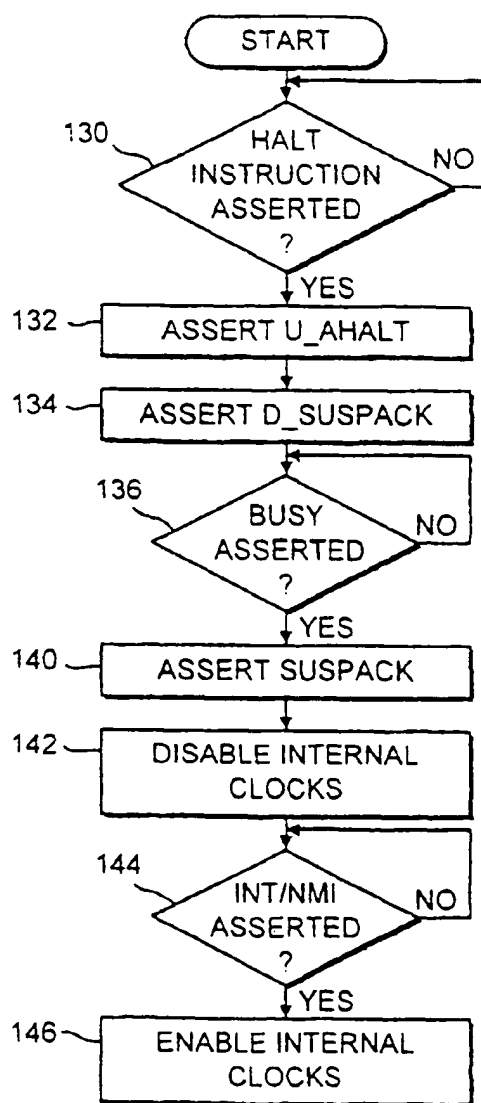 START
130
HALT
INSTRUCTION
ASSERTED
?
NO
YES
132
ASSERT U_AHALT
134
ASSERT D_SUSPACK
136
BUSY
ASSERTED
?
NO
YES
140
ASSERT SUSPACK
142
DISABLE INTERNAL
CLOCKS
144
INT/NMI
ASSERTED
?
NO
YES
146
ENABLE INTERNAL
CLOCKS